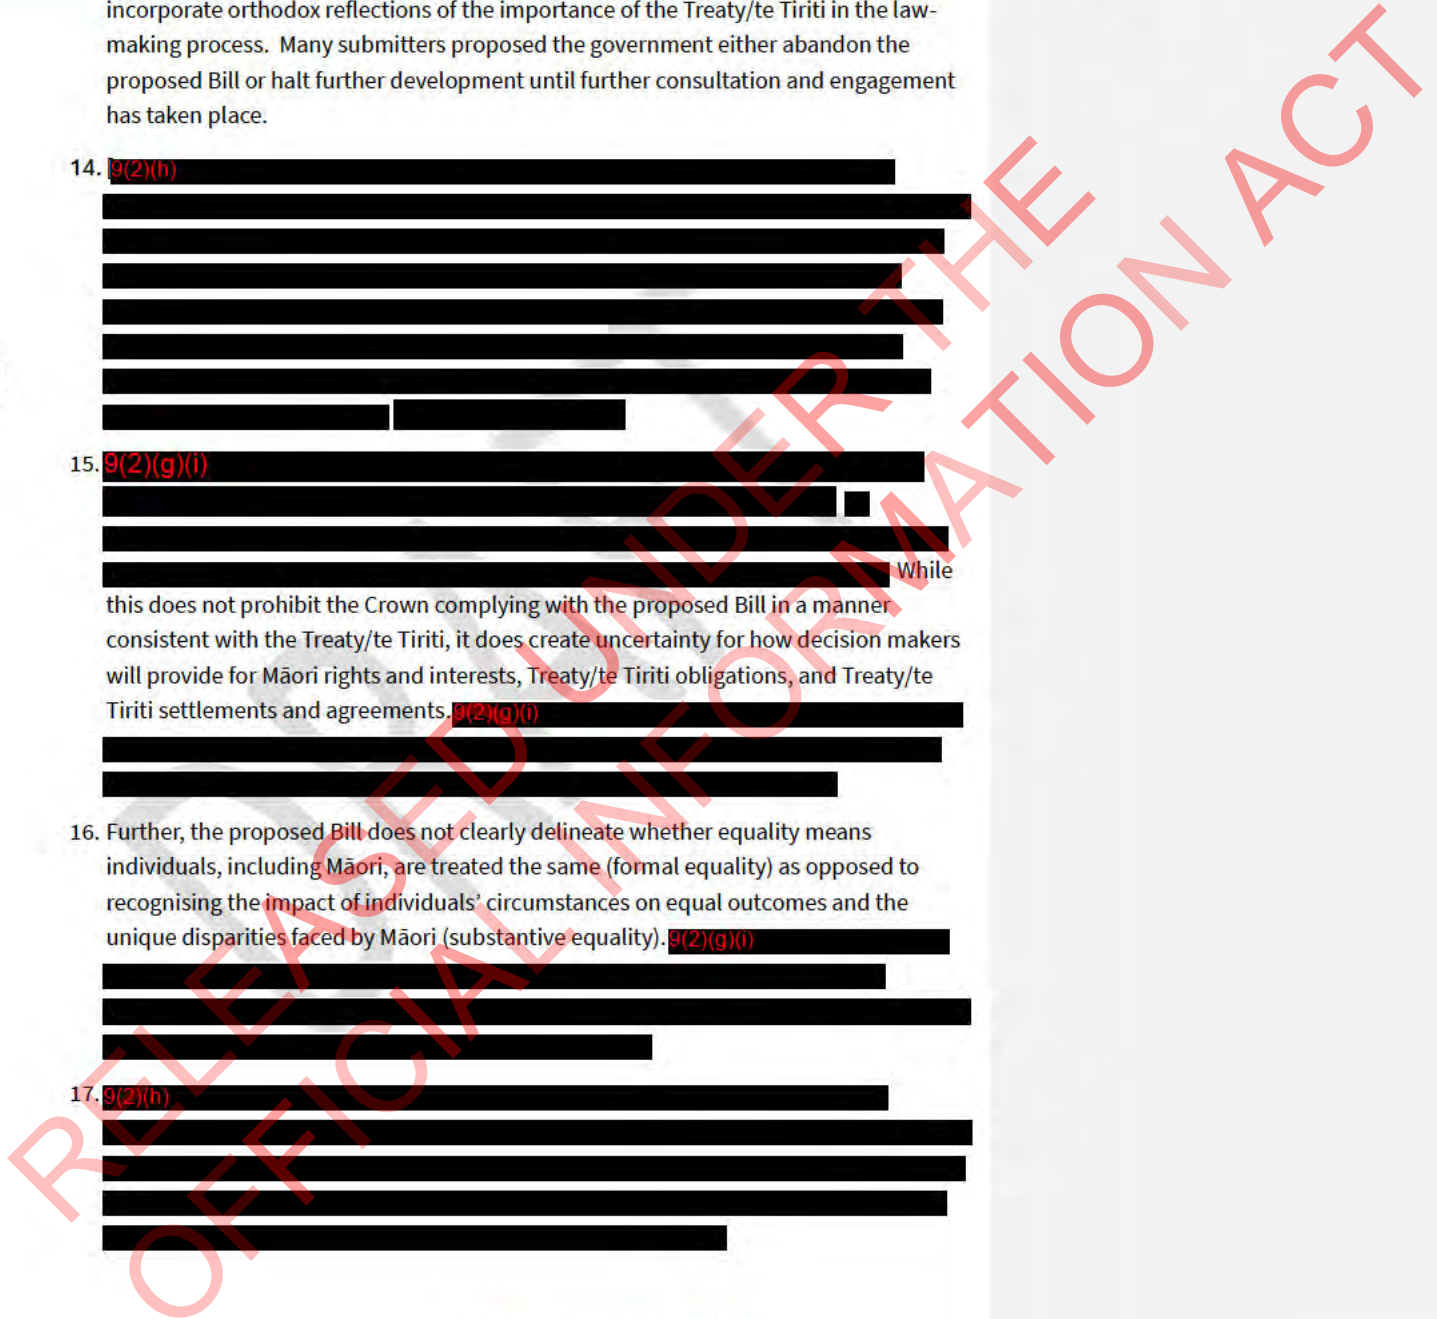 incorporate orthodox reflections of the importance of the Treaty/te Tiriti in the law-
making process. Many submitters proposed the government either abandon the
proposed Bill or halt further development until further consultation and engagement
has taken place.
14. 9(2)(h)
15. 9(2)(g)(i)
While
this does not prohibit the Crown complying with the proposed Bill in a manner
consistent with the Treaty/te Tiriti, it does create uncertainty for how decision makers
will provide for Māori rights and interests, Treaty/te Tiriti obligations, and Treaty/te
Tiriti settlements and agreements. 9(2)(g)(i)
16. Further, the proposed Bill does not clearly delineate whether equality means
individuals, including Māori, are treated the same (formal equality) as opposed to
recognising the impact of individuals’ circumstances on equal outcomes and the
unique disparities faced by Māori (substantive equality). 9(2)(g)(i)
17. 9(2)(h)
RELEASED UNDER THE
OFFICIAL INFORMATION ACT
DRAFT